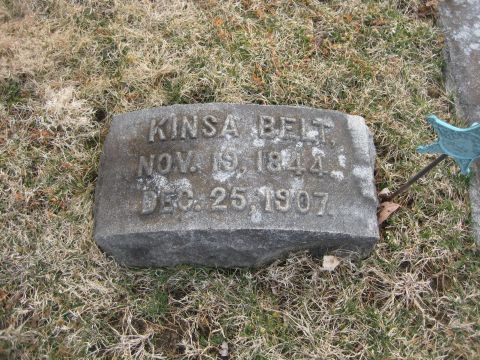 KINSA BELT,
NOV. 19, 1844.
DEC. 25, 1907.